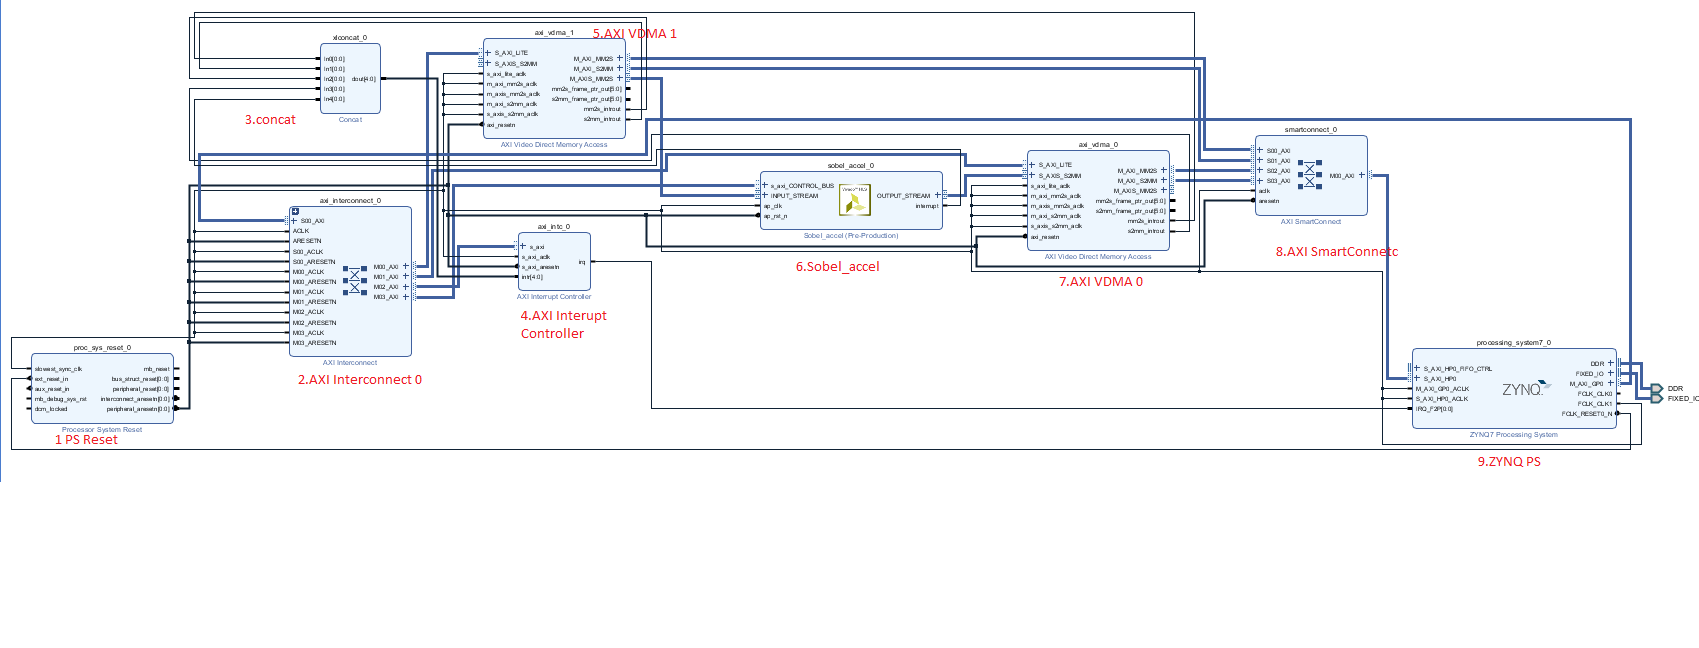 xlconcat_0
In0[0:0]
In1[0:0]
In2[0:0]
In3[0:0]
In4[0:0]
dout[4:0]
Concat
3.concat
axi_vdma_1
5.AXI VDMA 1
S_AXI_LITE
S_AXIS_S2MM
s_axi_lite_aclk
m_axi_mm2s_aclk
m_axis_mm2s_aclk
m_axi_s2mm_aclk
s_axis_s2mm_aclk
axi_resetn
M_AXI_MM2S
M_AXI_S2MM
M_AXIS_MM2S
mm2s_frame_ptr_out[5:0]
s2mm_frame_ptr_out[5:0]
mm2s_introut
s2mm_introut
AXI Video Direct Memory Access
smartconnect_0
S00_AXI
S01_AXI
S02_AXI
S03_AXI
aclk
aresetn
M00_AXI
AXI SmartConnect
8.AXI SmartConnetc
axi_vdma_0
S_AXI_LITE
S_AXIS_S2MM
s_axi_lite_aclk
m_axi_mm2s_aclk
m_axis_mm2s_aclk
m_axi_s2mm_aclk
s_axis_s2mm_aclk
axi_resetn
M_AXI_MM2S
M_AXI_S2MM
M_AXIS_MM2S
mm2s_frame_ptr_out[5:0]
s2mm_frame_ptr_out[5:0]
mm2s_introut
s2mm_introut
AXI Video Direct Memory Access
7.AXI VDMA 0
sobel_accel_0
s_axi_CONTROL_BUS
INPUT_STREAM
ap_clk
ap_rst_n
OUTPUT_STREAM
interrupt
Sobel_accel (Pre-Production)
6.Sobel_accel
axi_interconnect_0
S00_AXI
ACLK
ARESETN
S00_ACLK
S00_ARESETN
M00_ACLK
M00_ARESETN
M01_ACLK
M01_ARESETN
M02_ACLK
M02_ARESETN
M03_ACLK
M03_ARESETN
M00_AXI
M01_AXI
M02_AXI
M03_AXI
AXI Interconnect
2.AXI Interconnect 0
axi_intc_0
s_axi
s_axi_aclk
s_axi_aresetn
intr[4:0]
irq
AXI Interrupt Controller
4.AXI Interupt
Controller
proc_sys_reset_0
slowest_sync_clk
ext_reset_in
aux_reset_in
mb_debug_sys_rst
dcm_locked
mb_reset
bus_struct_reset[0:0]
peripheral_reset[0:0]
interconnect_aresetn[0:0]
peripheral_aresetn[0:0]
Processor System Reset
1 PS Reset
processing_system7_0
S_AXI_HP0_FIFO_CTRL
S_AXI_HP0
M_AXI_GP0_ACLK
S_AXI_HP0_ACLK
IRQ_F2P[0:0]
ZYNQ
DDR
FIXED_IO
M_AXI_GP0
FCLK_CLK0
FCLK_CLK1
FCLK_RESET0_N
ZYNQ7 Processing System
9.ZYNQ PS
DDR
FIXED_IO